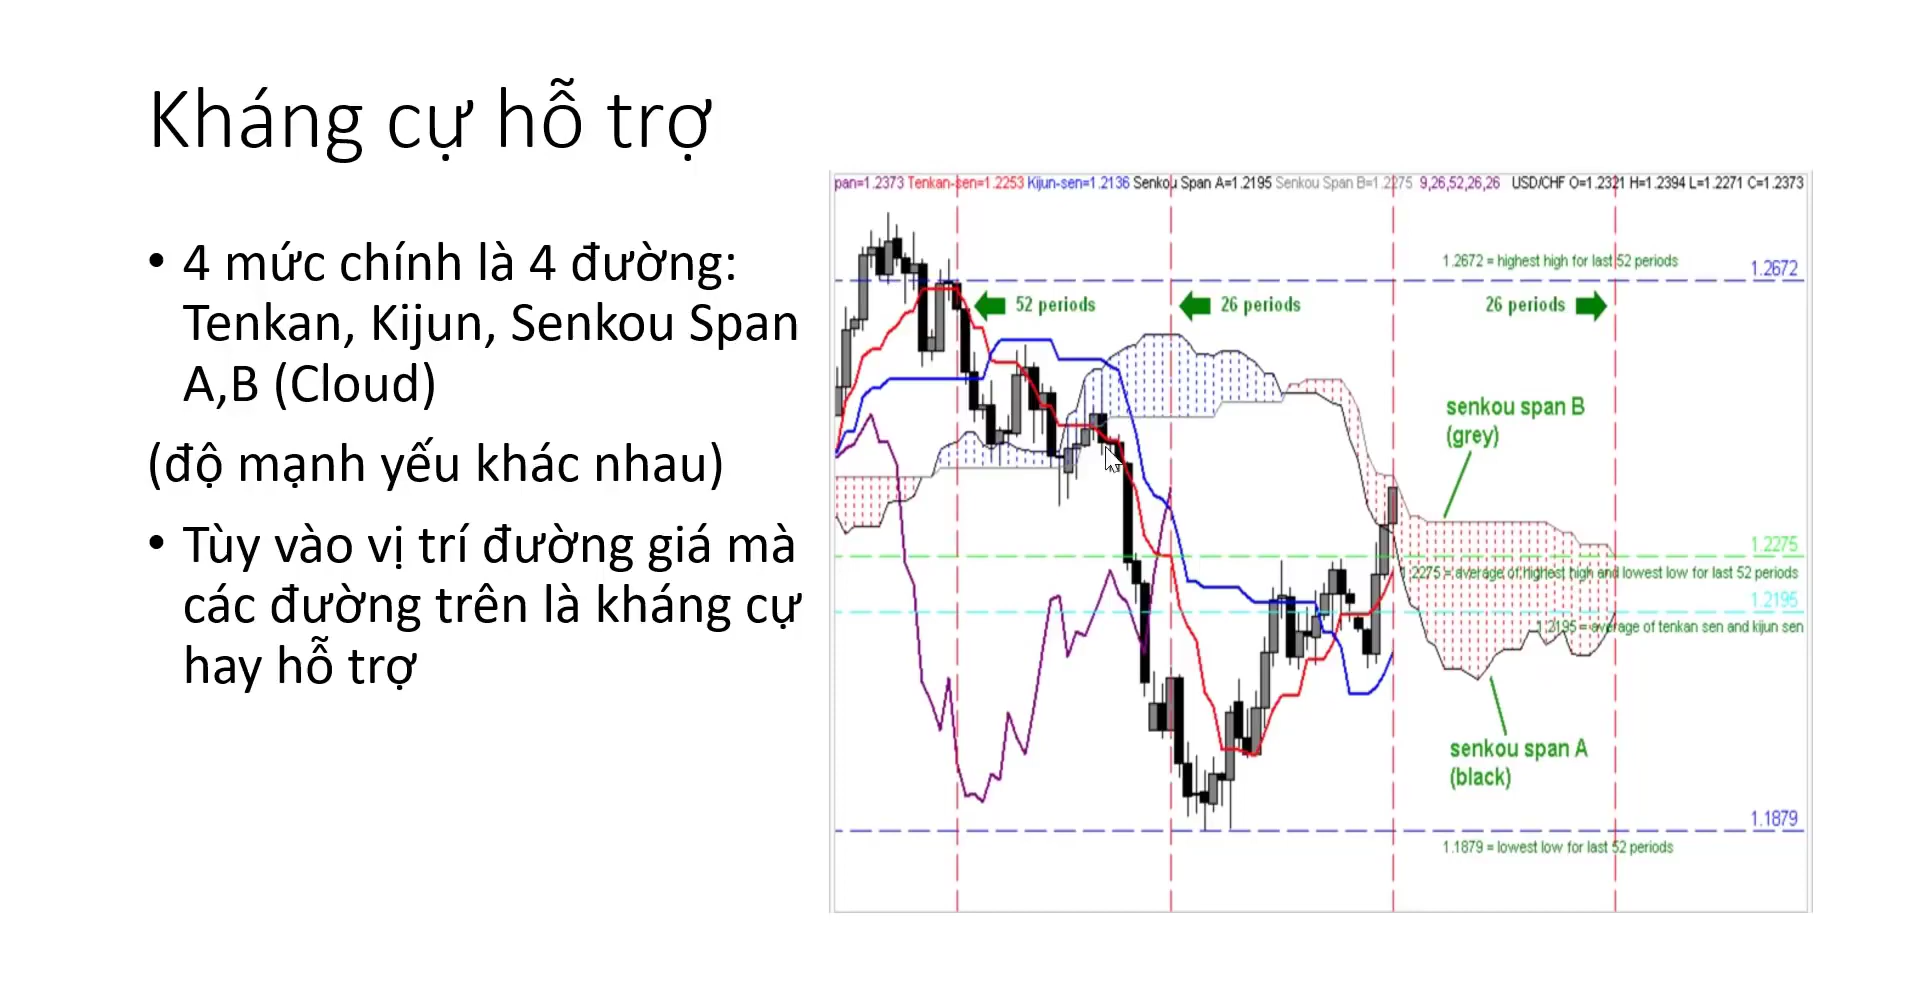 Kháng cự hỗ trợ
• 4 mức chính là 4 đường:
Tenkan, Kijun, Senkou Span
A,B (Cloud)
(độ mạnh yếu khác nhau)
• Tùy vào vị trí đường giá mà
các đường trên là kháng cự
hay hỗ trợ
pan=1.2373 Tenkan-sen=1.2253 Kijun-sen=1.2136 Senkou Span A=1.2195 Senkou Span B=1.2275 9,26,52,26,26 USD/CHF O=1.2321 H=1.2394 L=1.2271 C=1.2373
1.2672 = highest high for last 52 periods
1.2672
52 periods
26 periods
26 periods
senkou span B
(grey)
1.2275
1.2275 = average of highest high and lowest low for last 52 periods
1.2195
1.2195 = average of tenkan sen and kijun sen
senkou span A
(black)
1.1879
1.1879 = lowest low for last 52 periods